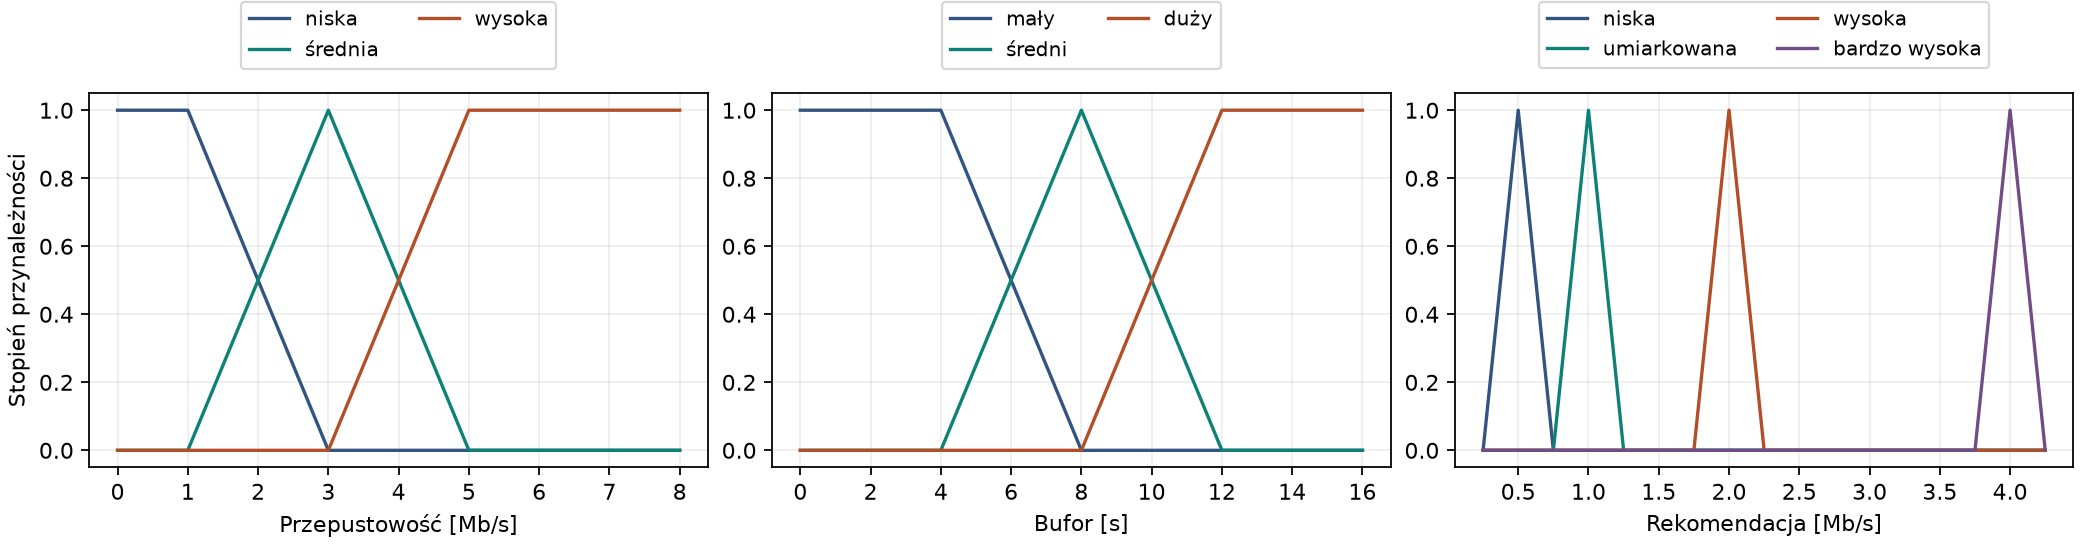 niska
średnia
wysoka
Stopień przynależności
1.0
0.8
0.6
0.4
0.2
0.0
0 1 2 3 4 5 6 7 8
Przepustowość [Mb/s]
mały
średni
duży
1.0
0.8
0.6
0.4
0.2
0.0
0 2 4 6 8 10 12 14 16
Bufor [s]
niska
umiarkowana
wysoka
bardzo wysoka
1.0
0.8
0.6
0.4
0.2
0.0
0.5 1.0 1.5 2.0 2.5 3.0 3.5 4.0
Rekomendacja [Mb/s]